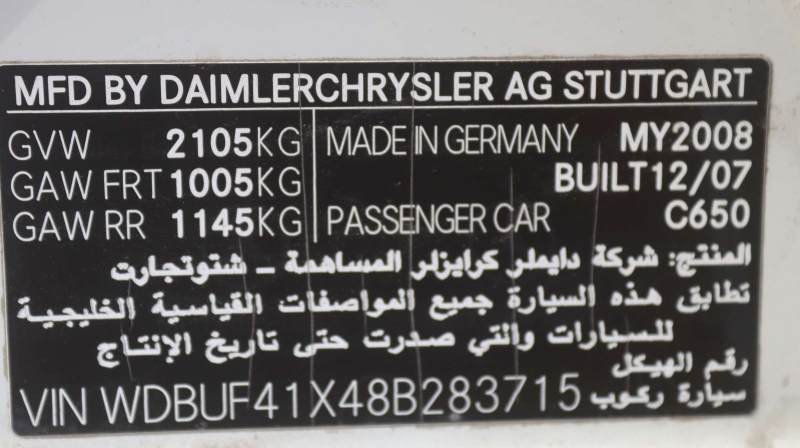 MFD BY DAIMLERCHRYSLER AG STUTTGART
GVW 2105KG MADE IN GERMANY MY2008
GAW FRT 1005KG BUILT12/07
GAW RR 1145KG PASSENGER CAR C650
المنتج: شركة دايملر كرايزلر المساهمة - شتوتجارت
تطابق هذه السيارة جميع المواصفات القياسية الخليجية
للسيارات والتي صدرت حتى تاريخ الإنتاج
رقم الهيكل
VIN WDBUF41X48B283715 سيارة ركوب